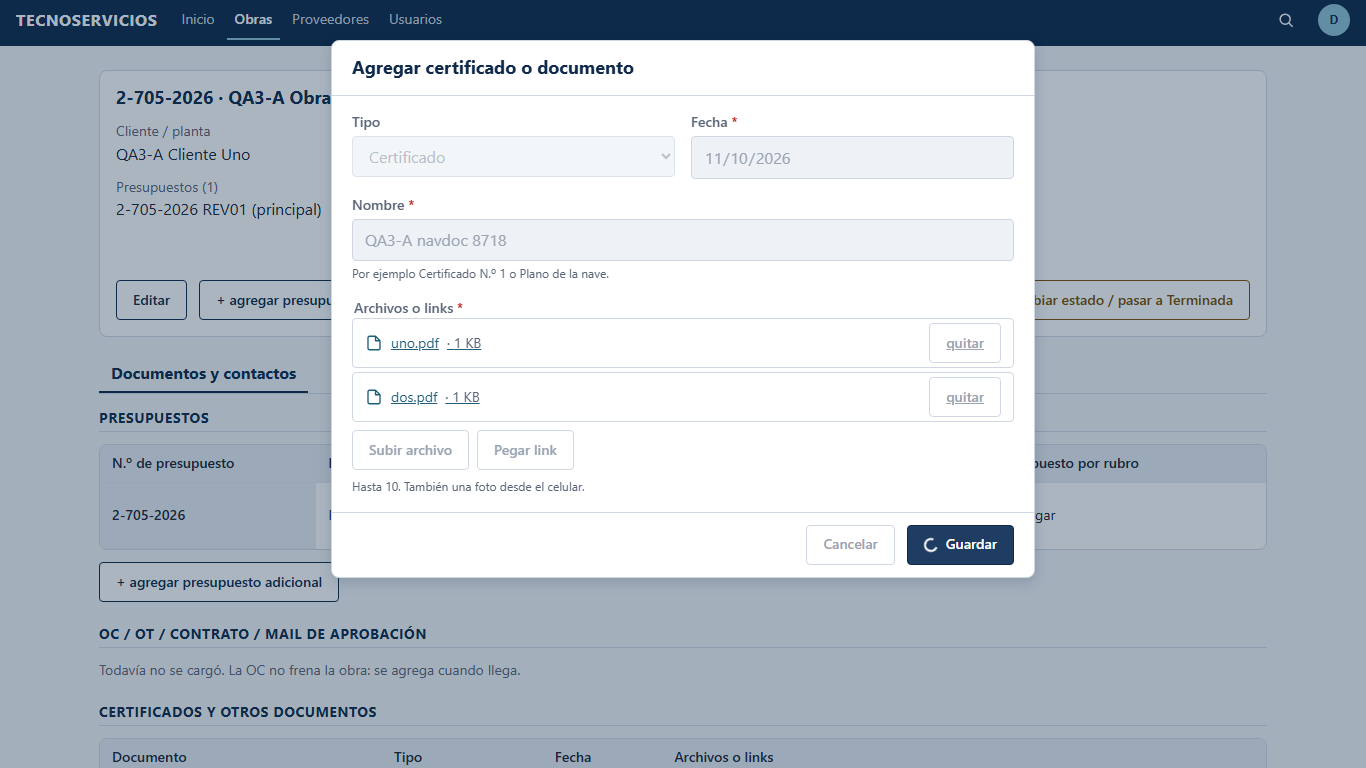 TECNOSERVICIOS Inicio Obras Proveedores Usuarios D
Agregar certificado o documento
2-705-2026 · QA3-A Obra
Cliente / planta
QA3-A Cliente Uno
Presupuestos (1)
2-705-2026 REV01 (principal)
Editar
+ agregar presupu
biar estado / pasar a Terminada
Tipo
Fecha *
Certificado
11/10/2026
Nombre *
QA3-A navdoc 8718
Por ejemplo Certificado N.º 1 o Plano de la nave.
Archivos o links *
uno.pdf · 1 KB quitar
dos.pdf · 1 KB quitar
Subir archivo Pegar link
Hasta 10. También una foto desde el celular.
Cancelar Guardar
Documentos y contactos
PRESUPUESTOS
N.º de presupuesto
uesto por rubro
2-705-2026
gar
+ agregar presupuesto adicional
OC / OT / CONTRATO / MAIL DE APROBACIÓN
Todavía no se cargó. La OC no frena la obra: se agrega cuando llega.
CERTIFICADOS Y OTROS DOCUMENTOS
Documento Tipo Fecha Archivos o links